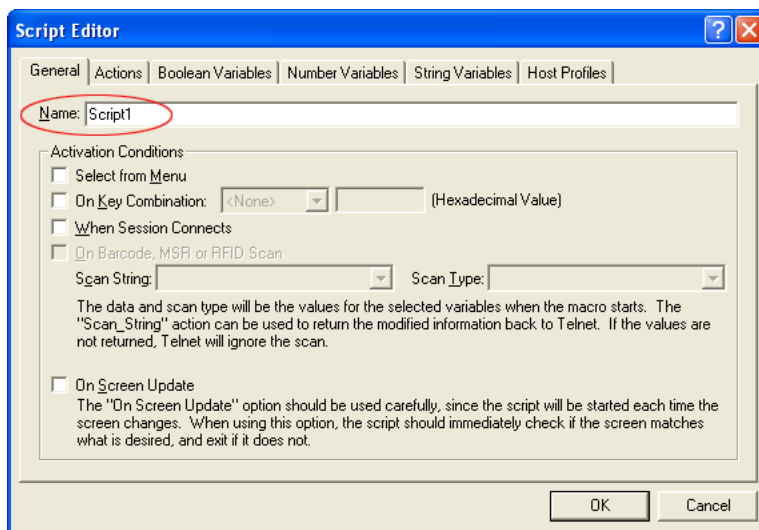 Script Editor
General Actions Boolean Variables Number Variables String Variables Host Profiles
Name: Script1
Activation Conditions
Select from Menu
On Key Combination: <None> (Hexadecimal Value)
When Session Connects
On Barcode, MSR or RFID Scan
Scan String: Scan Type:
The data and scan type will be the values for the selected variables when the macro starts. The
"Scan_String" action can be used to return the modified information back to Telnet. If the values are
not returned, Telnet will ignore the scan.
On Screen Update
The "On Screen Update" option should be used carefully, since the script will be started each time the
screen changes. When using this option, the script should immediately check if the screen matches
what is desired, and exit if it does not.
OK Cancel